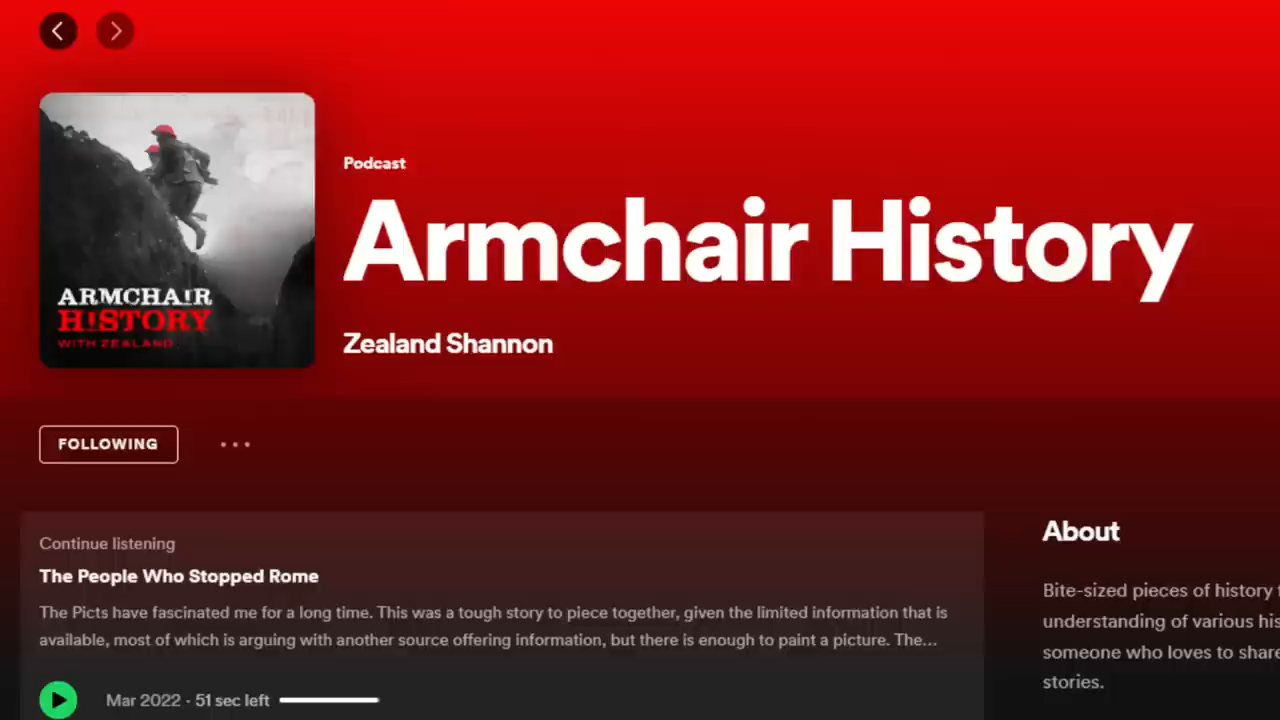 Podcast
Armchair History
Zealand Shannon
ARMCHAIR
HISTORY
WITH ZEALAND
FOLLOWING
Continue listening
The People Who Stopped Rome
The Picts have fascinated me for a long time. This was a tough story to piece together, given the limited information that is
available, most of which is arguing with another source offering information, but there is enough to paint a picture. The...
Mar 2022 · 51 sec left
About
Bite-sized pieces of history
understanding of various his
someone who loves to share
stories.